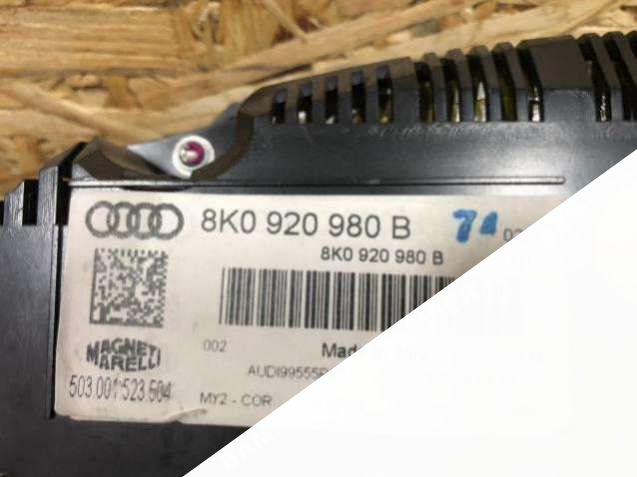 8K0 920 980 B 74
8K0 920 980 B
002
MAGNETI
MARELLI
503.001.523.504
MY2 - COR